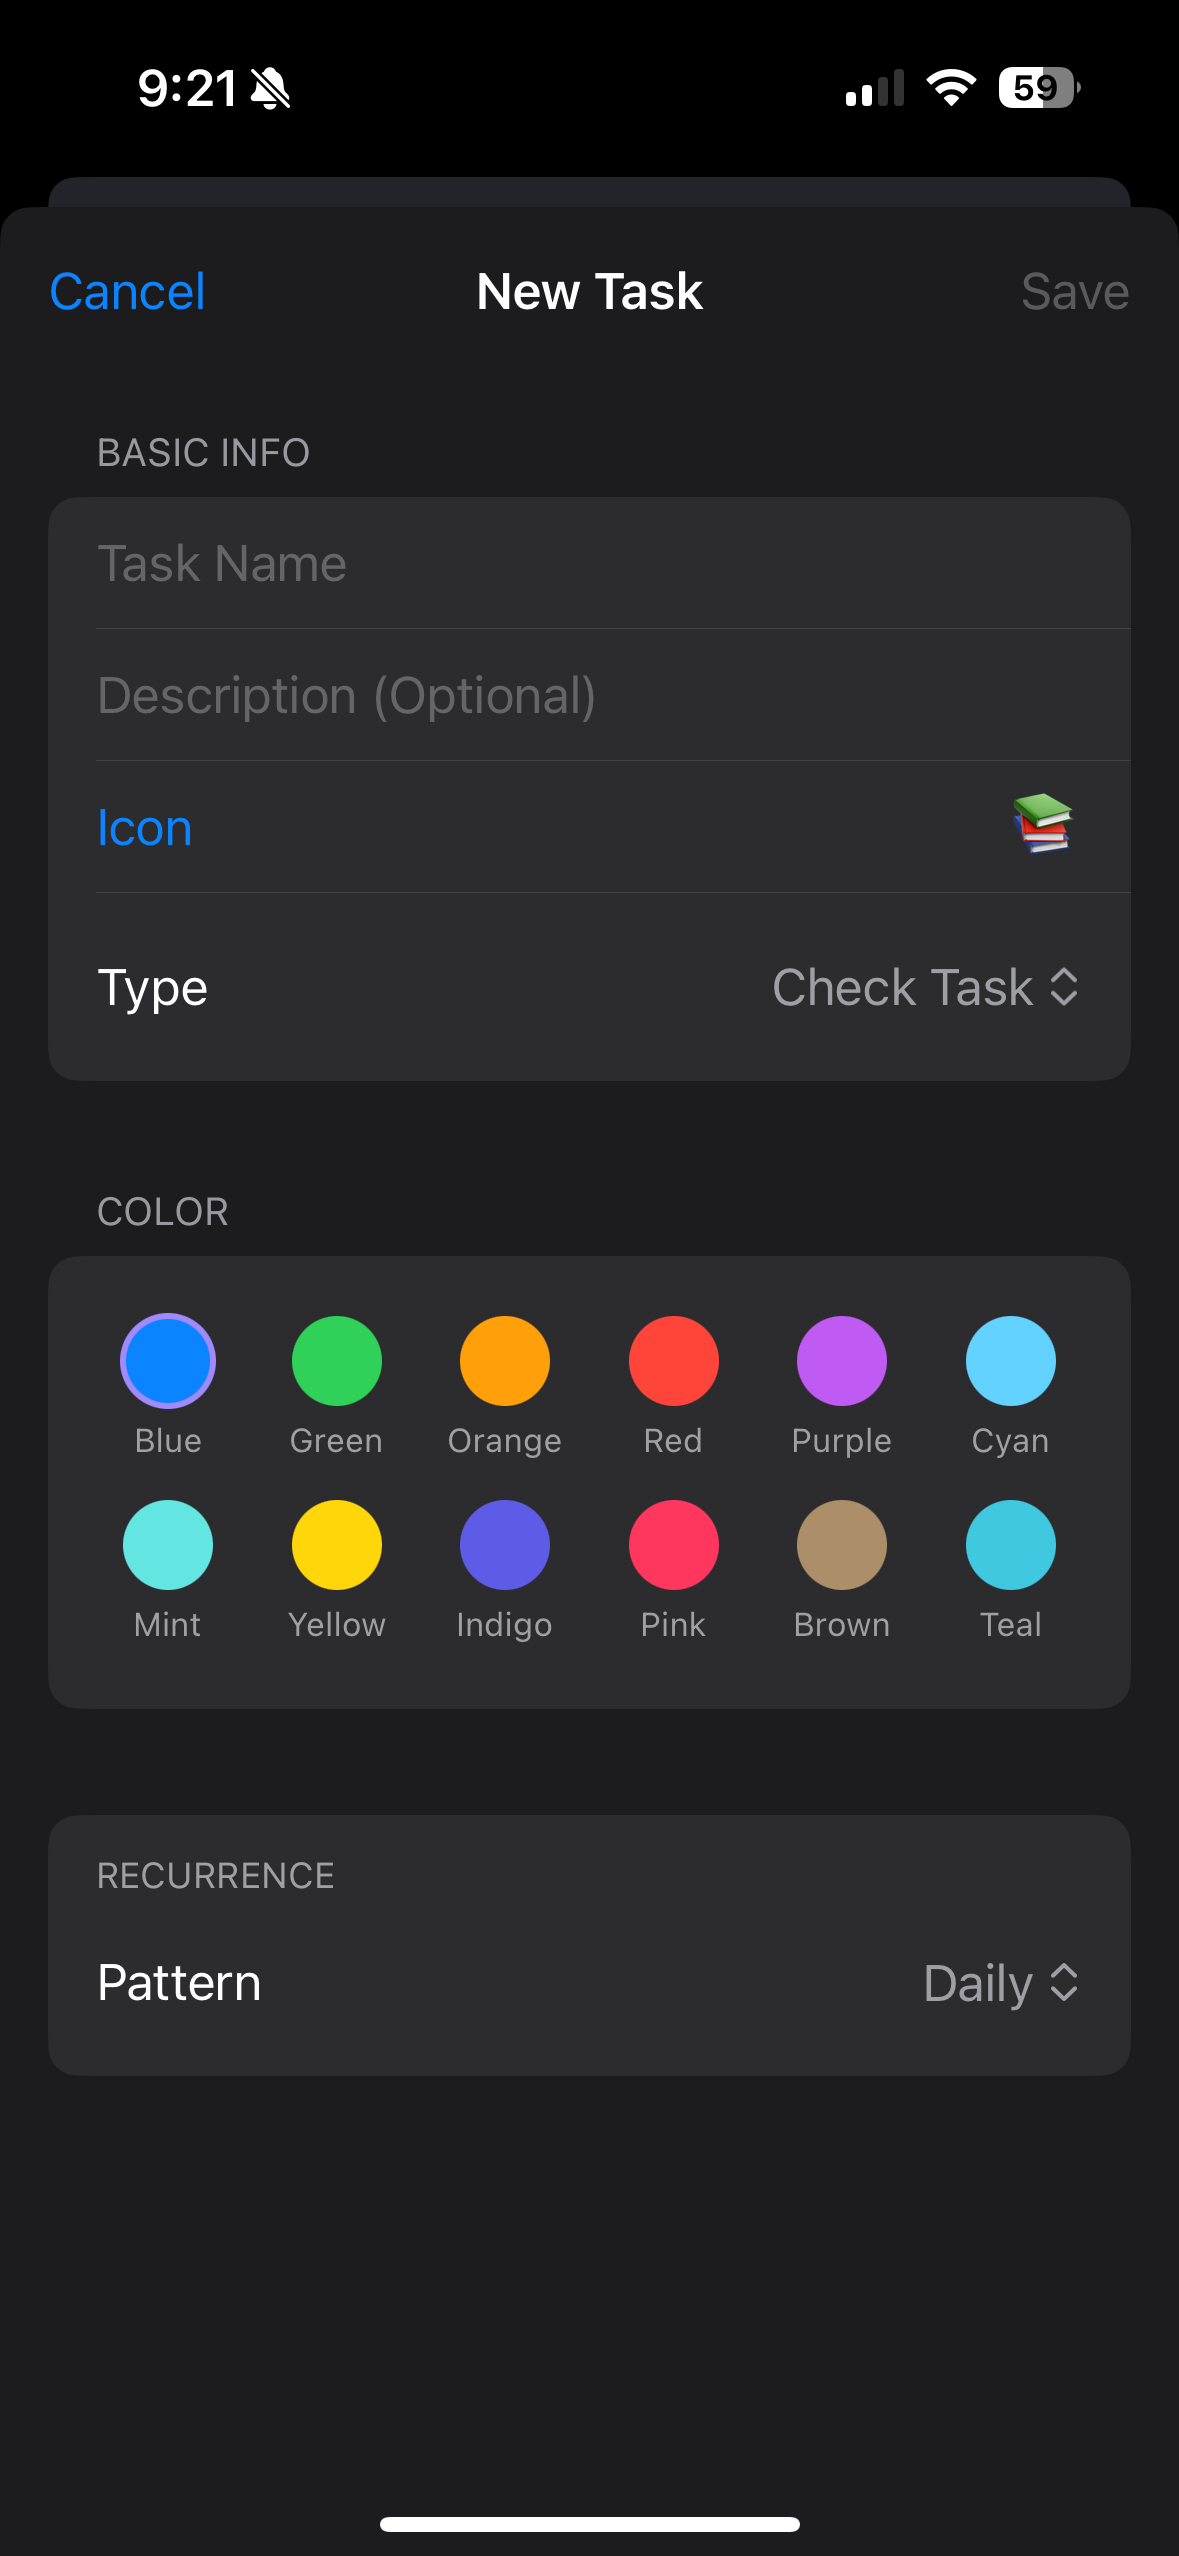 9:21
59
Cancel
New Task
Save
BASIC INFO
Task Name
Description (Optional)
Icon
Type
Check Task
COLOR
Blue
Green
Orange
Red
Purple
Cyan
Mint
Yellow
Indigo
Pink
Brown
Teal
RECURRENCE
Pattern
Daily